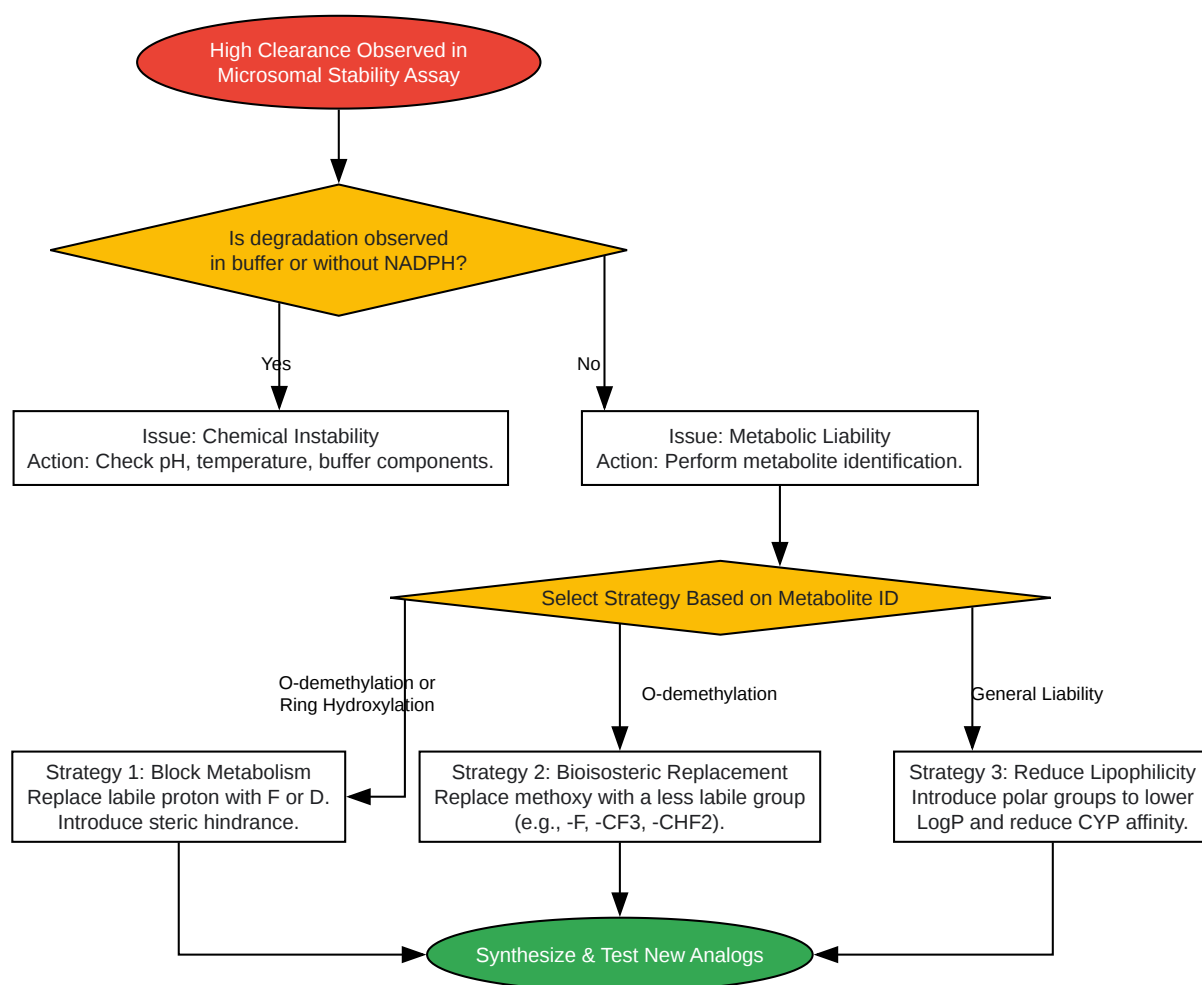 High Clearance Observed in
Microsomal Stability Assay
Is degradation observed
in buffer or without NADPH?
Yes
No
Issue: Chemical Instability
Action: Check pH, temperature, buffer components.
Issue: Metabolic Liability
Action: Perform metabolite identification.
Select Strategy Based on Metabolite ID
O-demethylation or
Ring Hydroxylation
O-demethylation
General Liability
Strategy 1: Block Metabolism
Replace labile proton with F or D.
Introduce steric hindrance.
Strategy 2: Bioisosteric Replacement
Replace methoxy with a less labile group
(e.g., -F, -CF3, -CHF2).
Strategy 3: Reduce Lipophilicity
Introduce polar groups to lower
LogP and reduce CYP affinity.
Synthesize & Test New Analogs